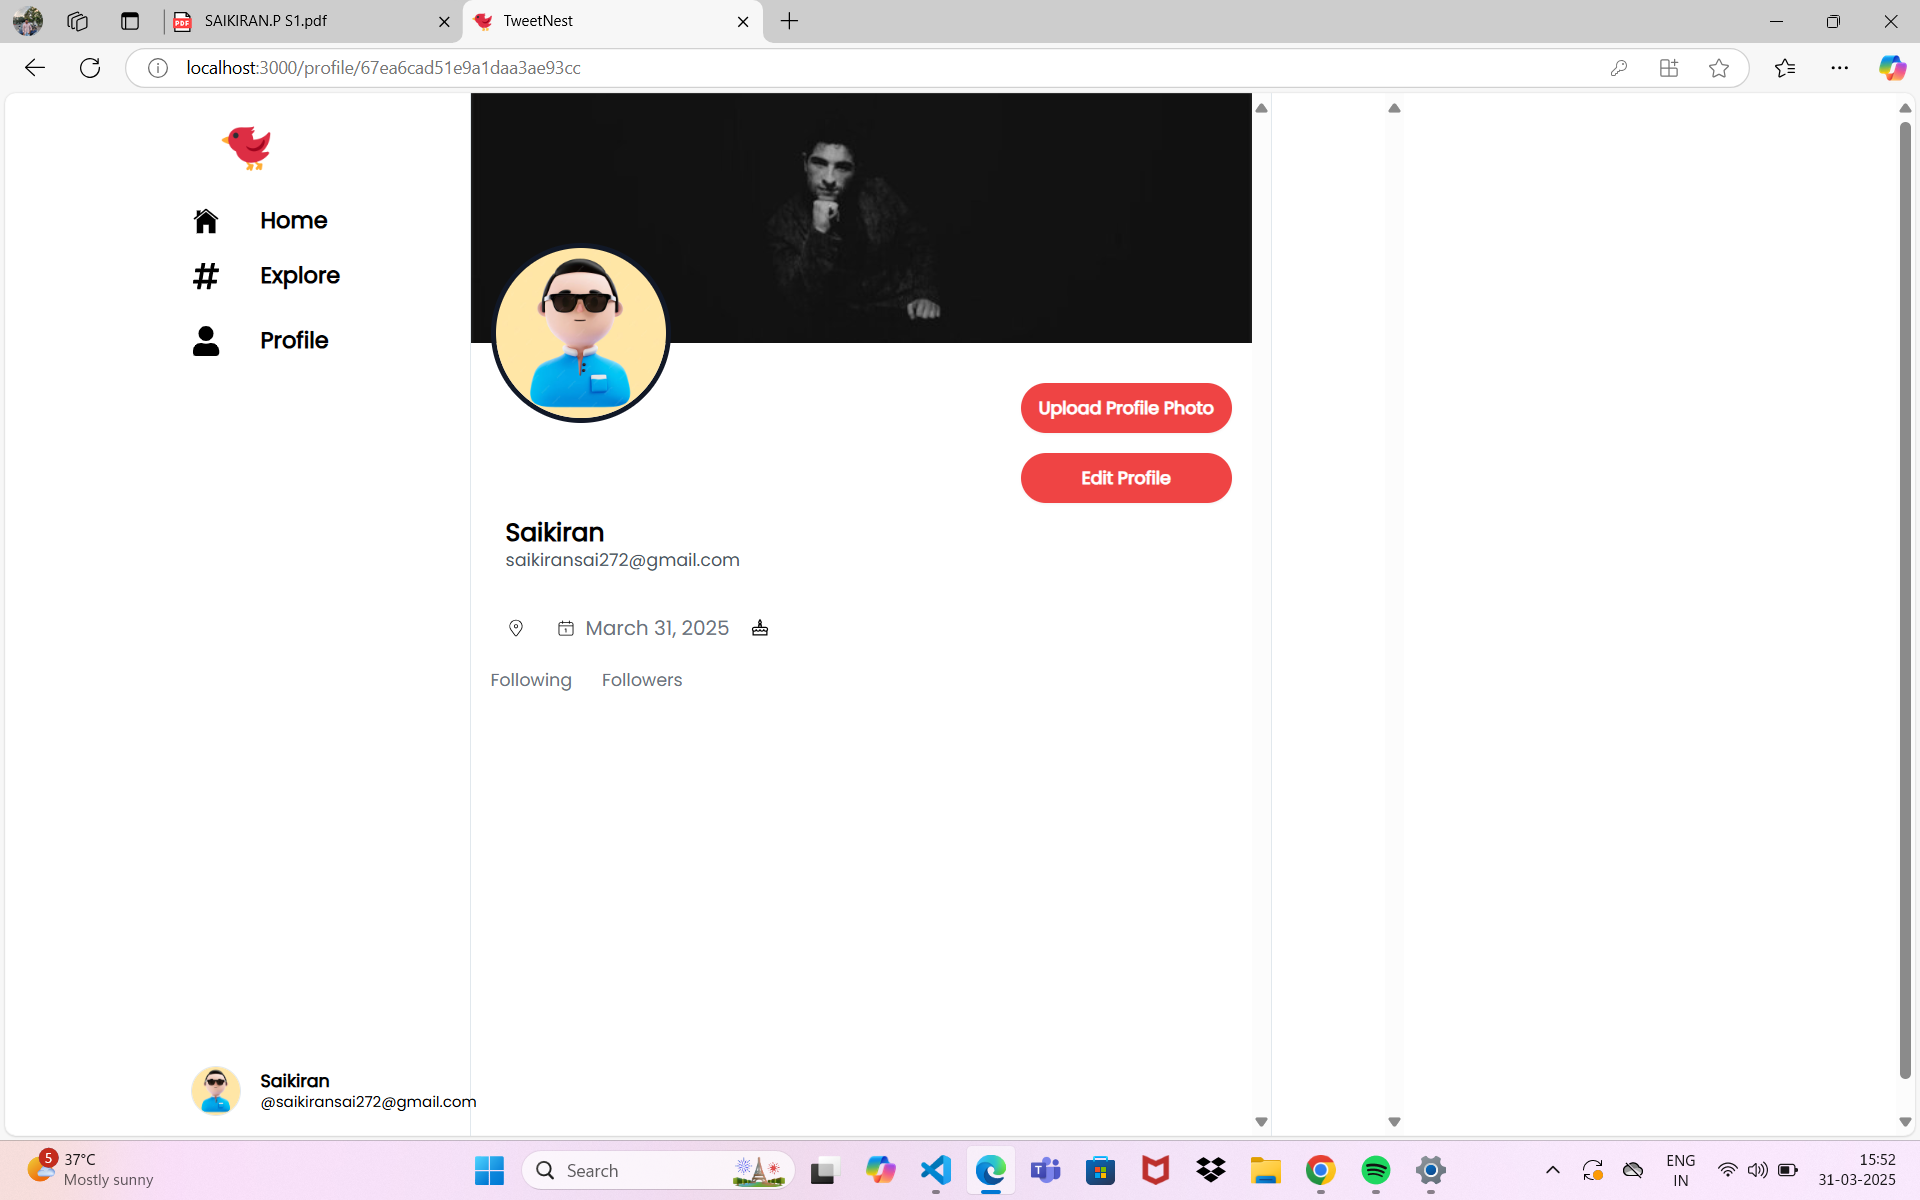 SAIKIRAN.P S1.pdf
TweetNest
localhost:3000/profile/67ea6cad51e9a1daa3ae93cc
Home
Explore
Profile
Upload Profile Photo
Edit Profile
Saikiran
saikiransai272@gmail.com
March 31, 2025
Following Followers
Saikiran
@saikiransai272@gmail.com
5
37°C
Mostly sunny
Search
ENG
IN
15:52
31-03-2025